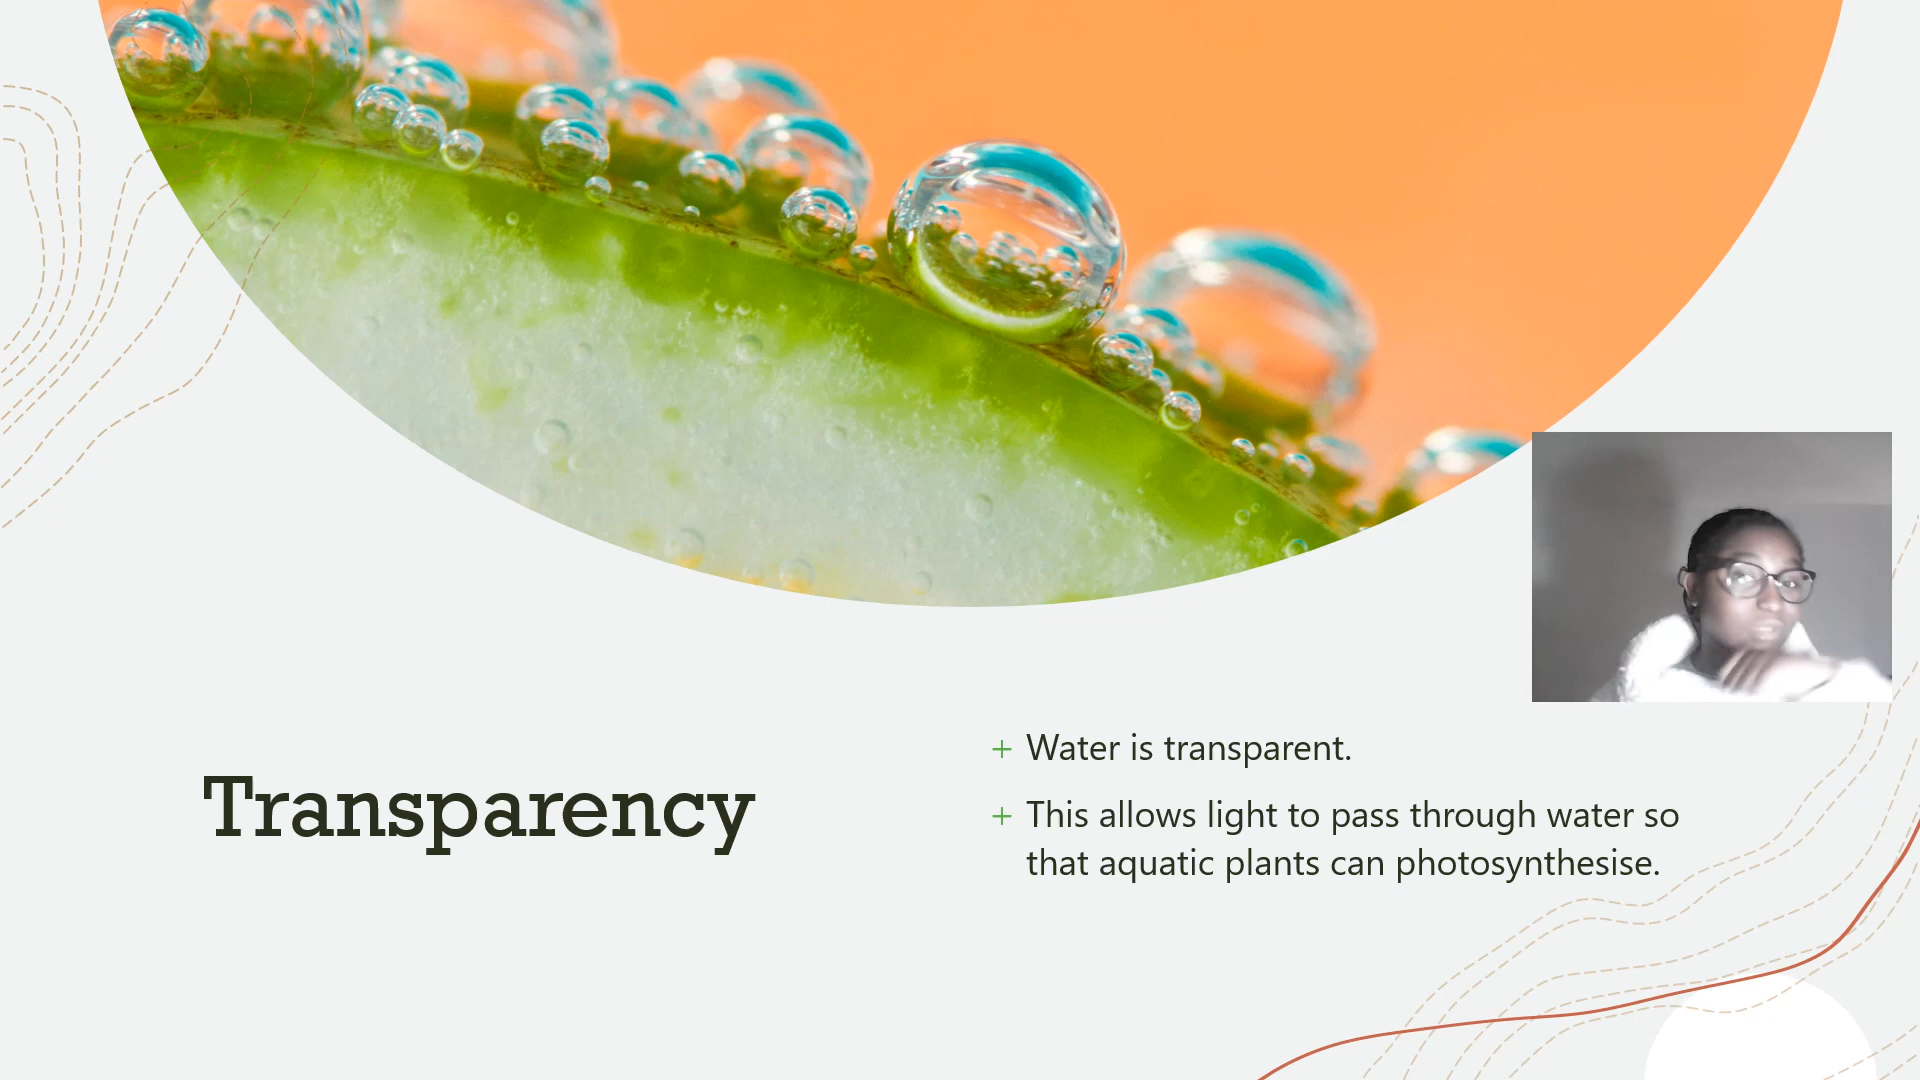 Transparency
+ Water is transparent.
+ This allows light to pass through water so
that aquatic plants can photosynthesise.